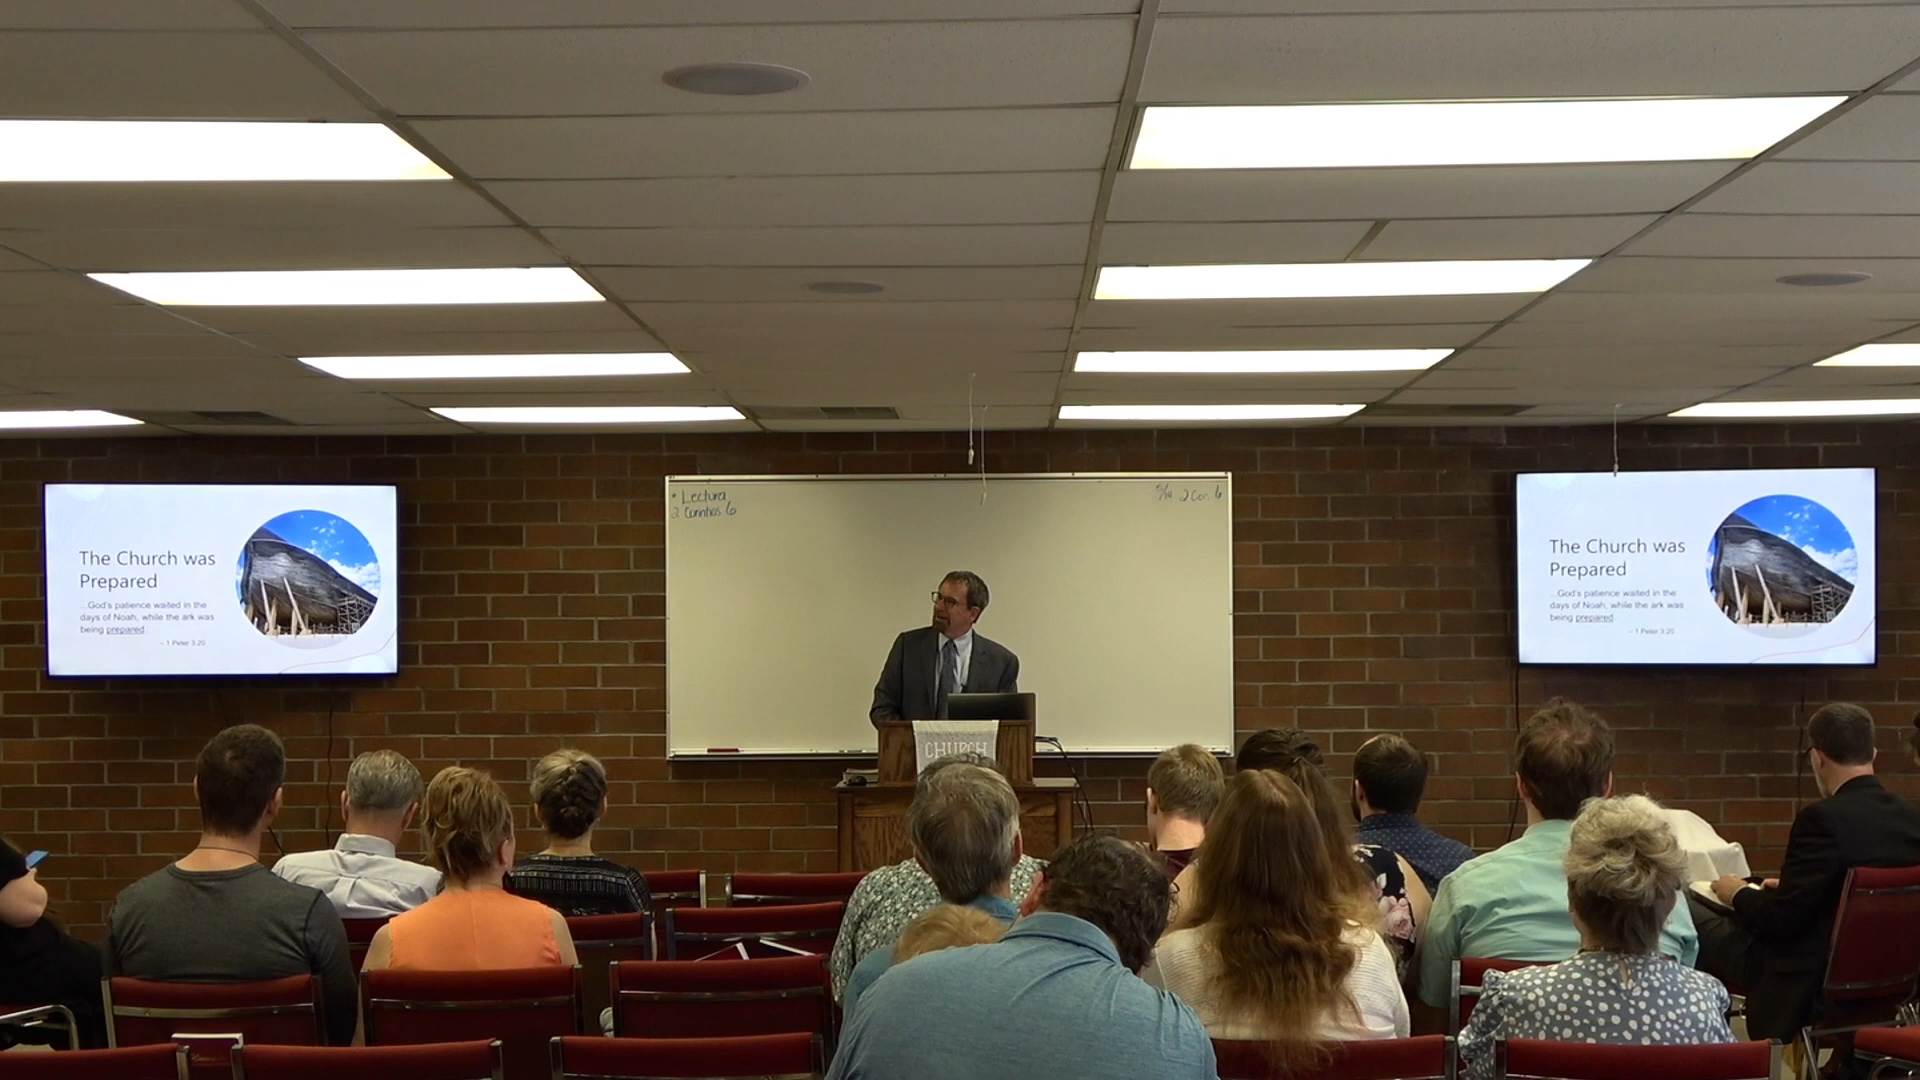 The Church was
Prepared
...God's patience waited in the
days of Noah, while the ark was
being prepared.
– 1 Peter 3:20
• Lectura
2 Corintios 6
2 Cor. 6
CHURCH
The Church was
Prepared
...God's patience waited in the
days of Noah, while the ark was
being prepared.
– 1 Peter 3:20